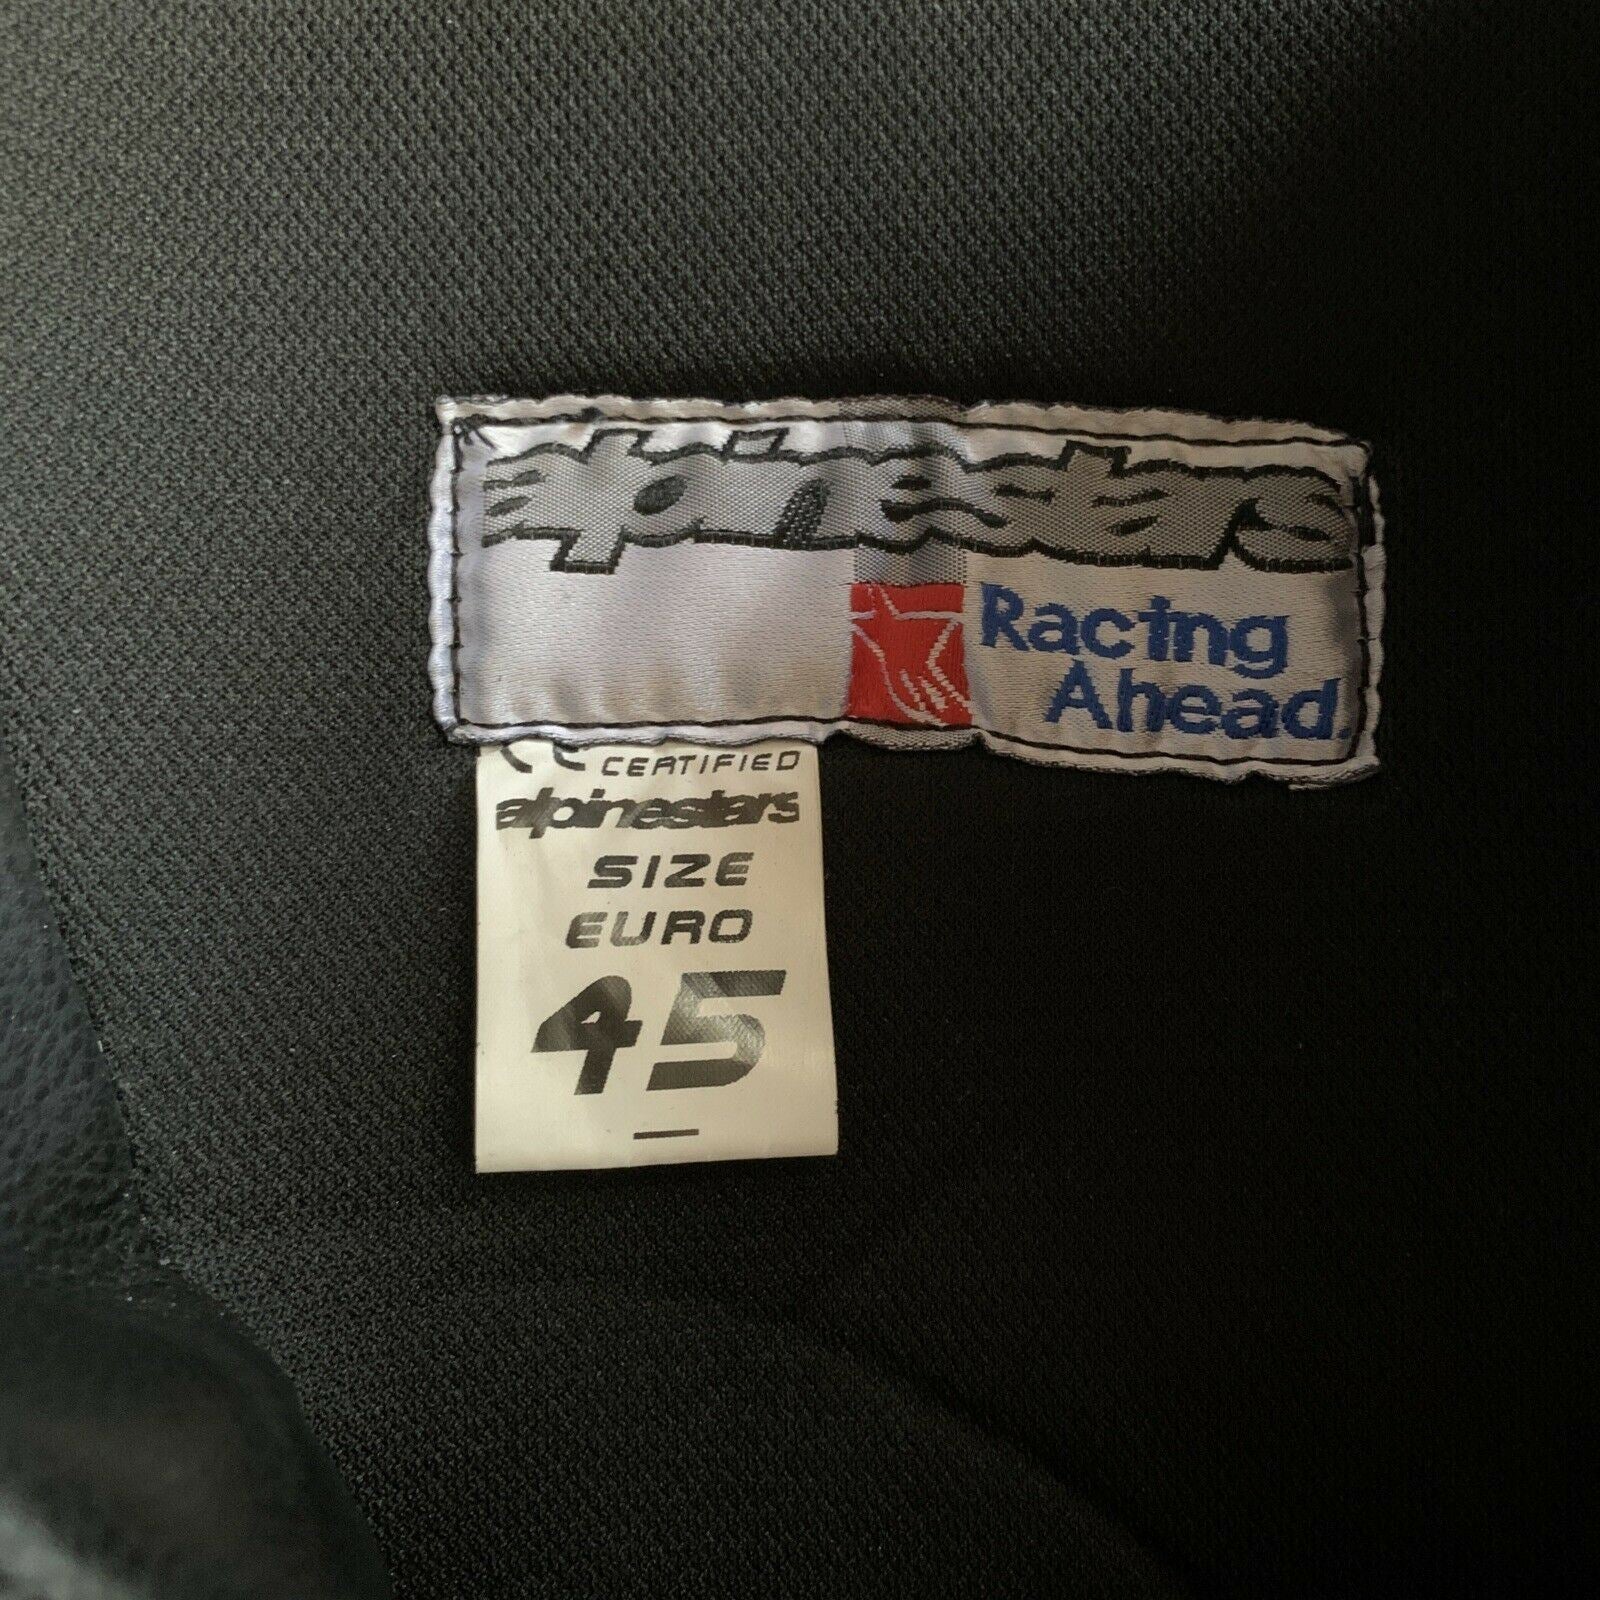 alpinestars
Racing
Ahead.
CE CERTIFIED
alpinestars
SIZE
EURO
45